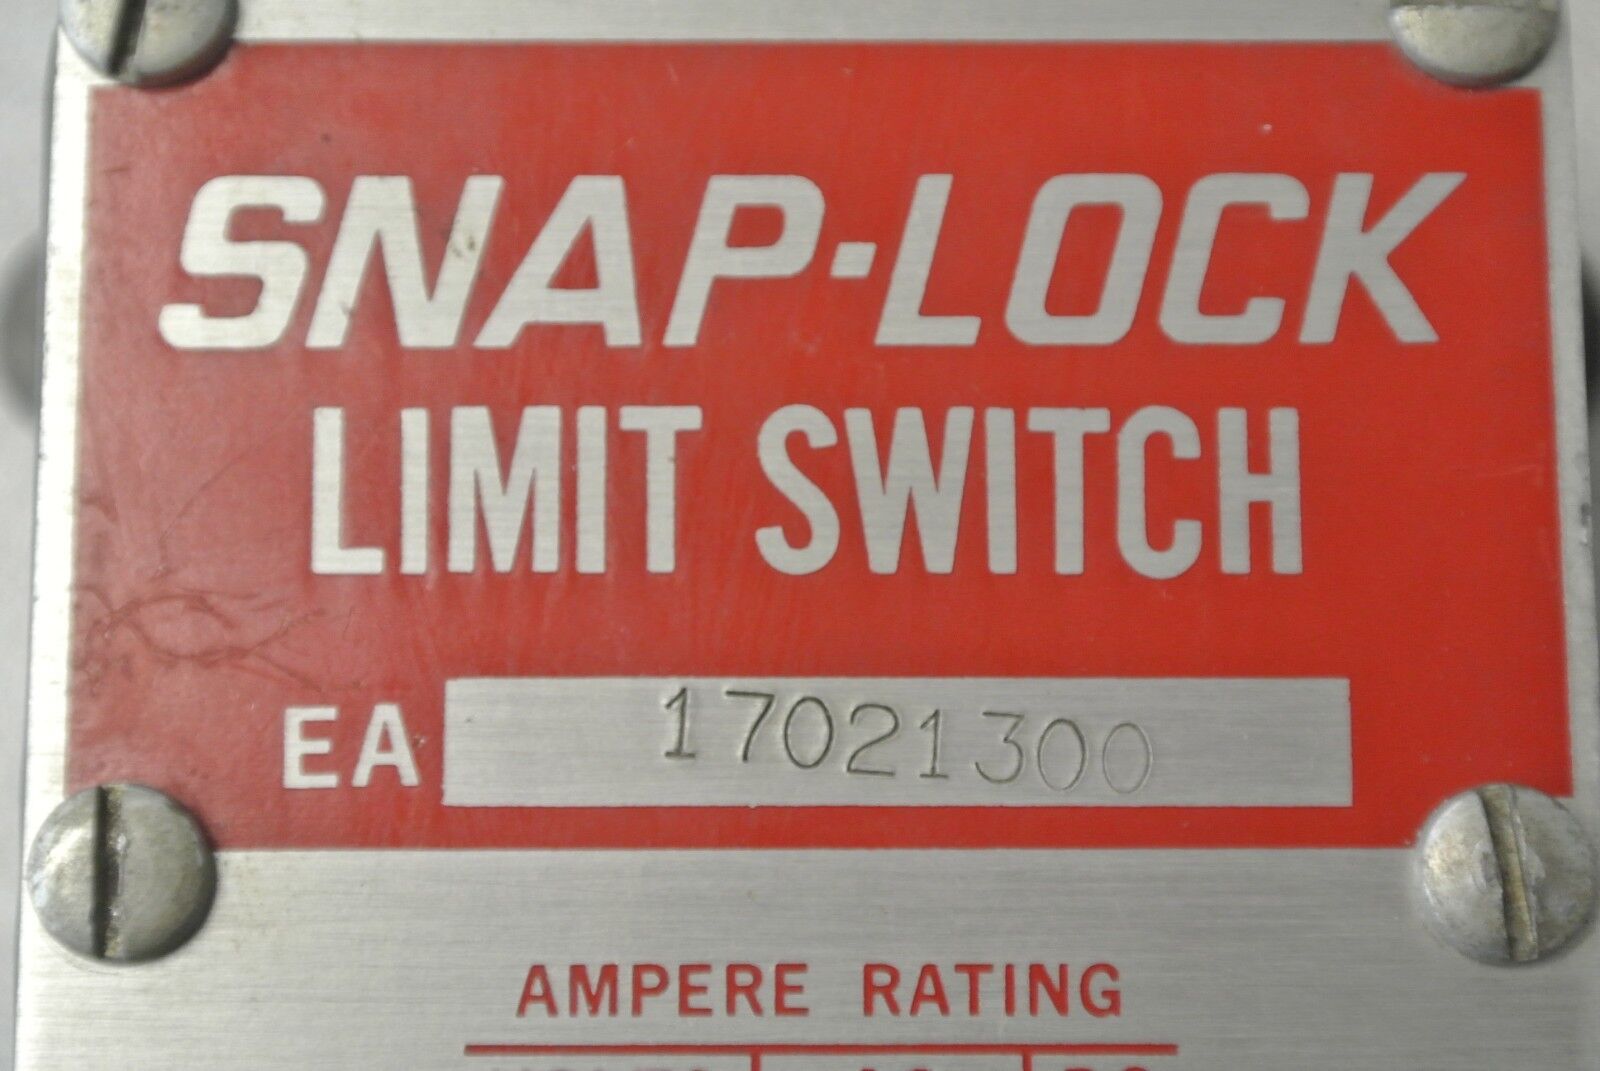 SNAP-LOCK
LIMIT SWITCH
EA 17021300
AMPERE RATING